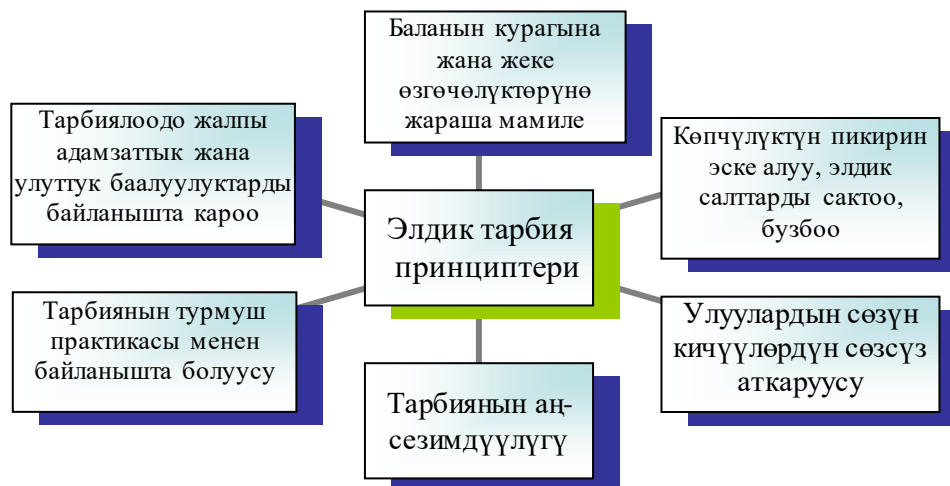 Баланын курагына
жана жеке
өзгөчөлүктөрүнө
жараша мамиле
Тарбиялоодо жалпы
адамзаттык жана
улуттук баалуулуктарды
байланышта кароо
Көпчүлүктүн пикирин
эске алуу, элдик
салттарды сактоо,
бузбоо
Элдик тарбия
принциптери
Тарбиянын турмуш
практикасы менен
байланышта болуусу
Улуулардын сөзүн
кичүүлөрдүн сөзсүз
аткаруусу
Тарбиянын аң-
сезимдүүлүгү